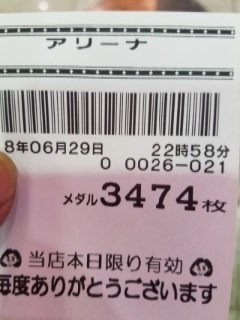 アリーナ
8年06月29日 22時58分
0 0026-021
メダル3474枚
当店本日限り有効
毎度ありがとうございます